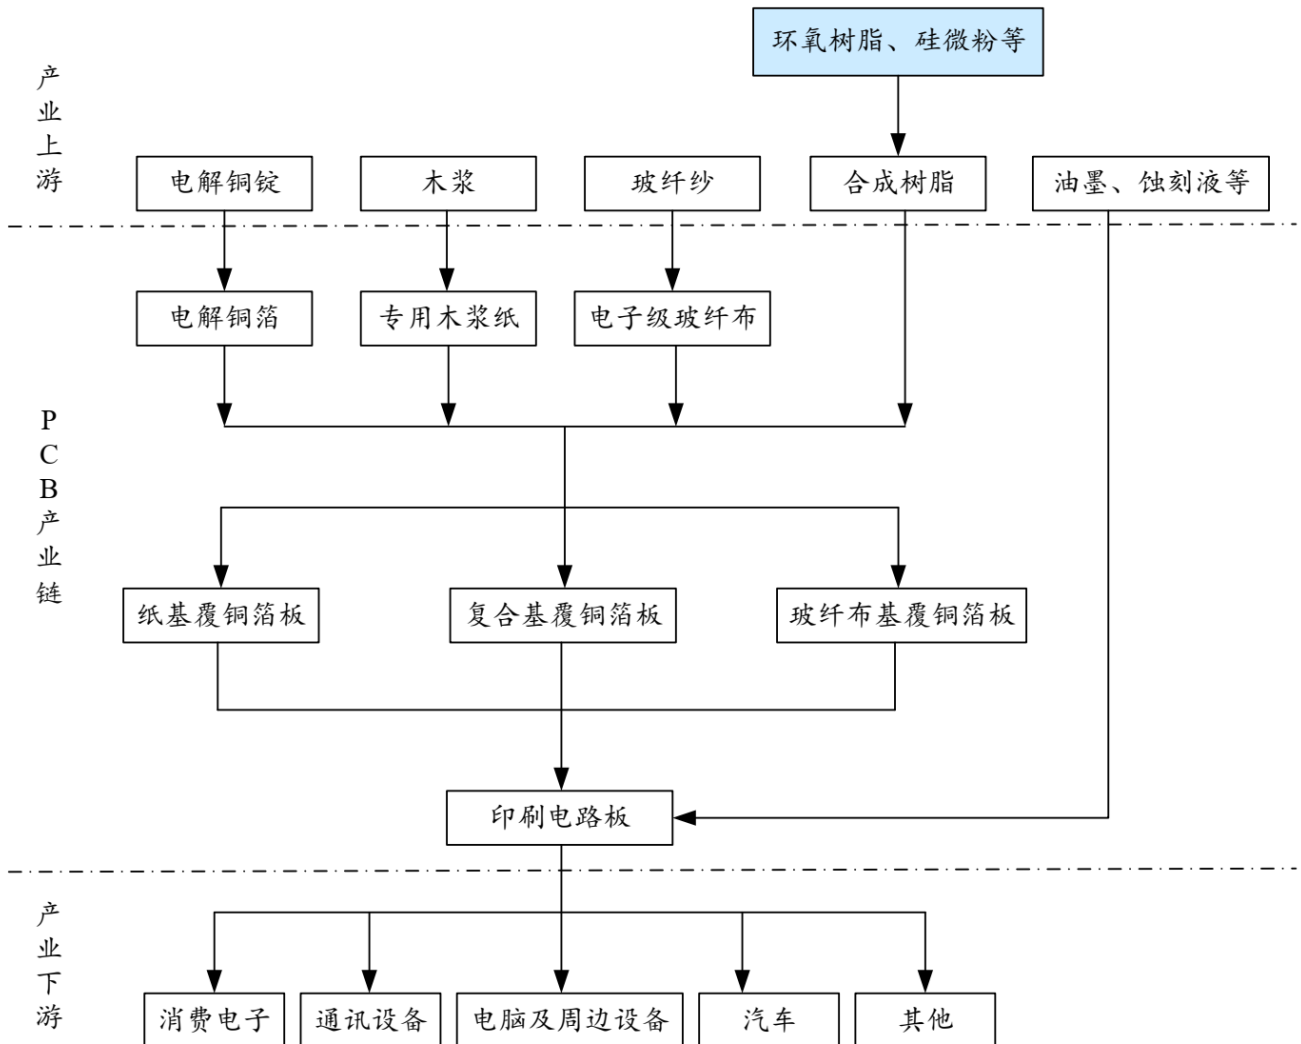 环氧树脂、硅微粉等
产业上游
电解铜锭
木浆
玻纤纱
合成树脂
油墨、蚀刻液等
电解铜箔
专用木浆纸
电子级玻纤布
PCB产业链
纸基覆铜箔板
复合基覆铜箔板
玻纤布基覆铜箔板
印刷电路板
产业下游
消费电子
通讯设备
电脑及周边设备
汽车
其他